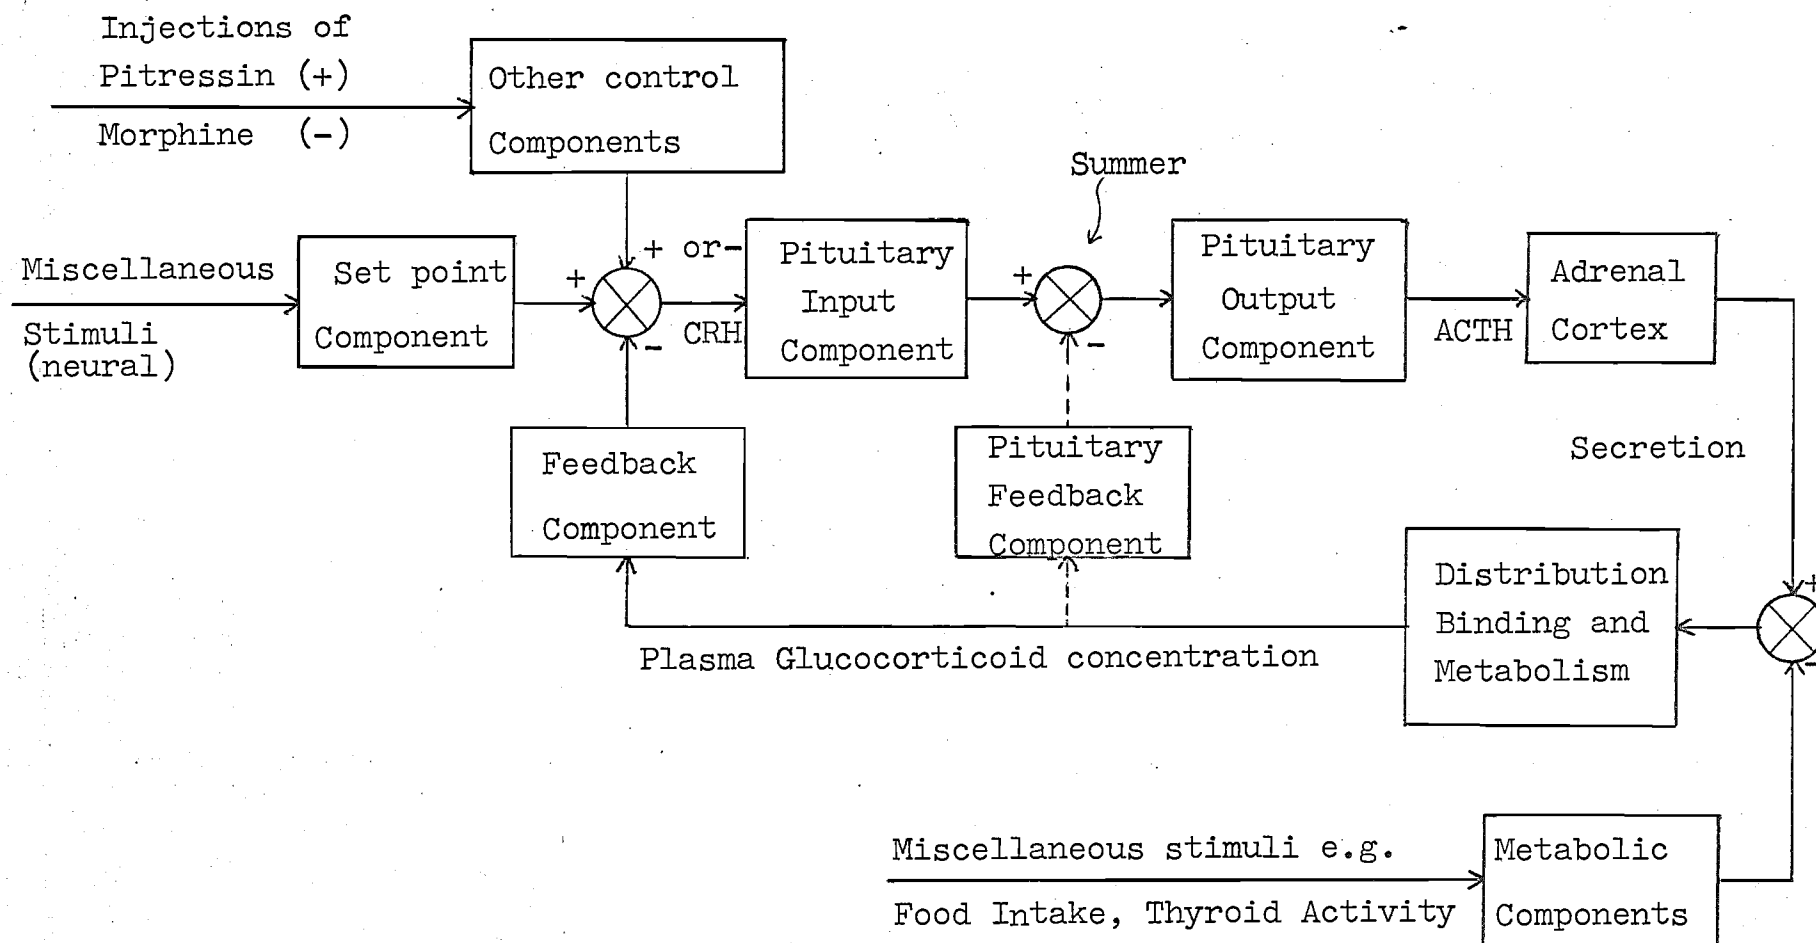 Injections of
Pitressin (+)
Morphine (-)
Other control
Components
Summer
Miscellaneous
Stimuli
(neural)
Set point
Component
+
+ or-
-
CRH
Pituitary
Input
Component
+
-
Pituitary
Output
Component
ACTH
Adrenal
Cortex
Secretion
Feedback
Component
Pituitary
Feedback
Component
Distribution
Binding and
Metabolism
+
-
Plasma Glucocorticoid concentration
Miscellaneous stimuli e.g.
Food Intake, Thyroid Activity
Metabolic
Components